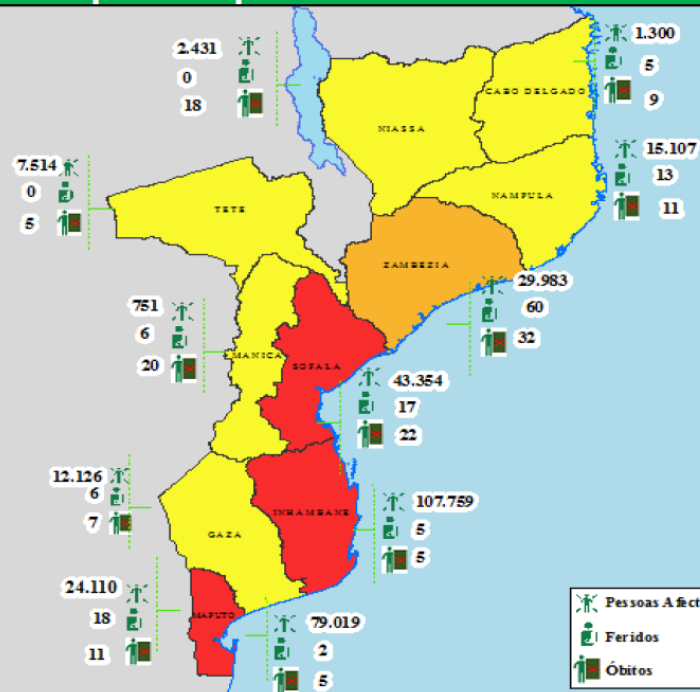 2.431
0
18
1.300
5
9
CABO DELGADO
NIASSA
15.107
13
11
7.514
0
5
NAMPULA
TETE
ZAMBEZIA
29.983
60
32
751
6
20
MANICA
SOFALA
43.354
17
22
12.126
6
7
INHAMBANE
107.759
5
5
GAZA
24.110
18
11
MAPUTO
79.019
2
5
Pessoas Afect
Feridos
Óbitos